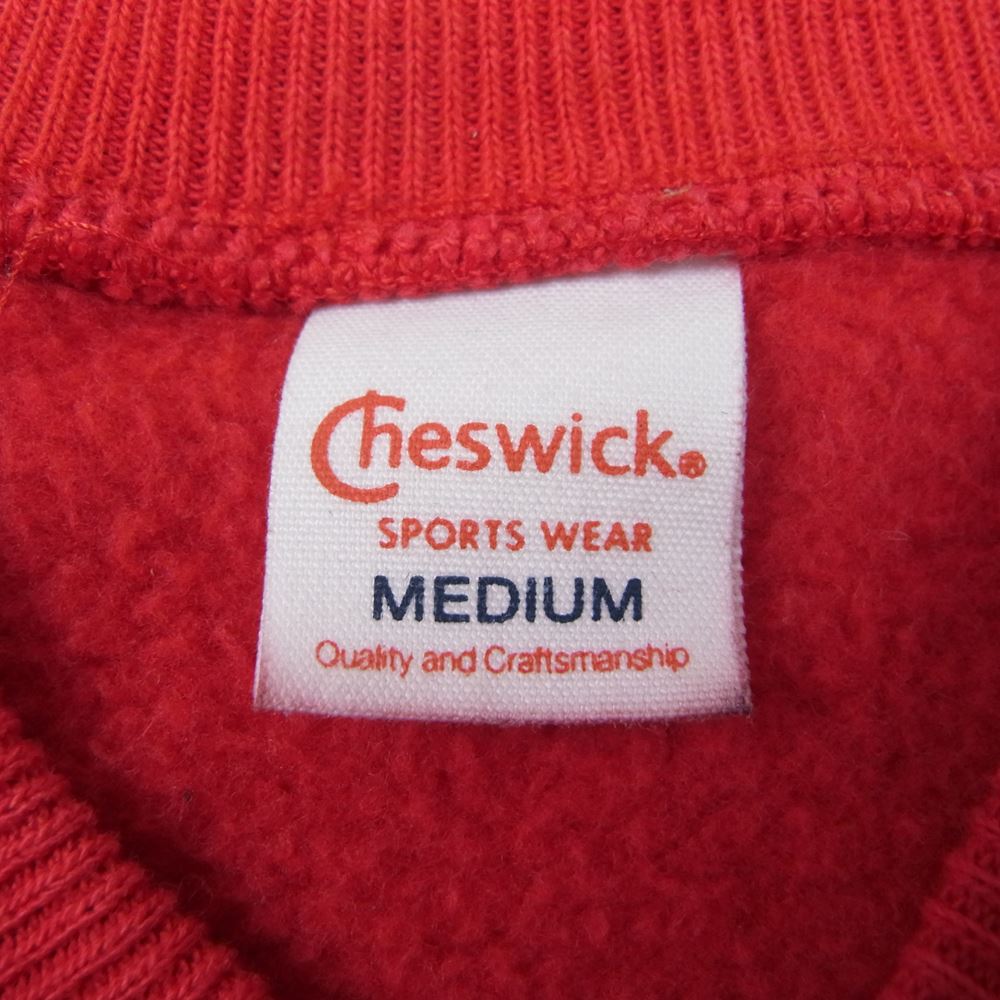 Cheswick®
SPORTS WEAR
MEDIUM
Quality and Craftsmanship